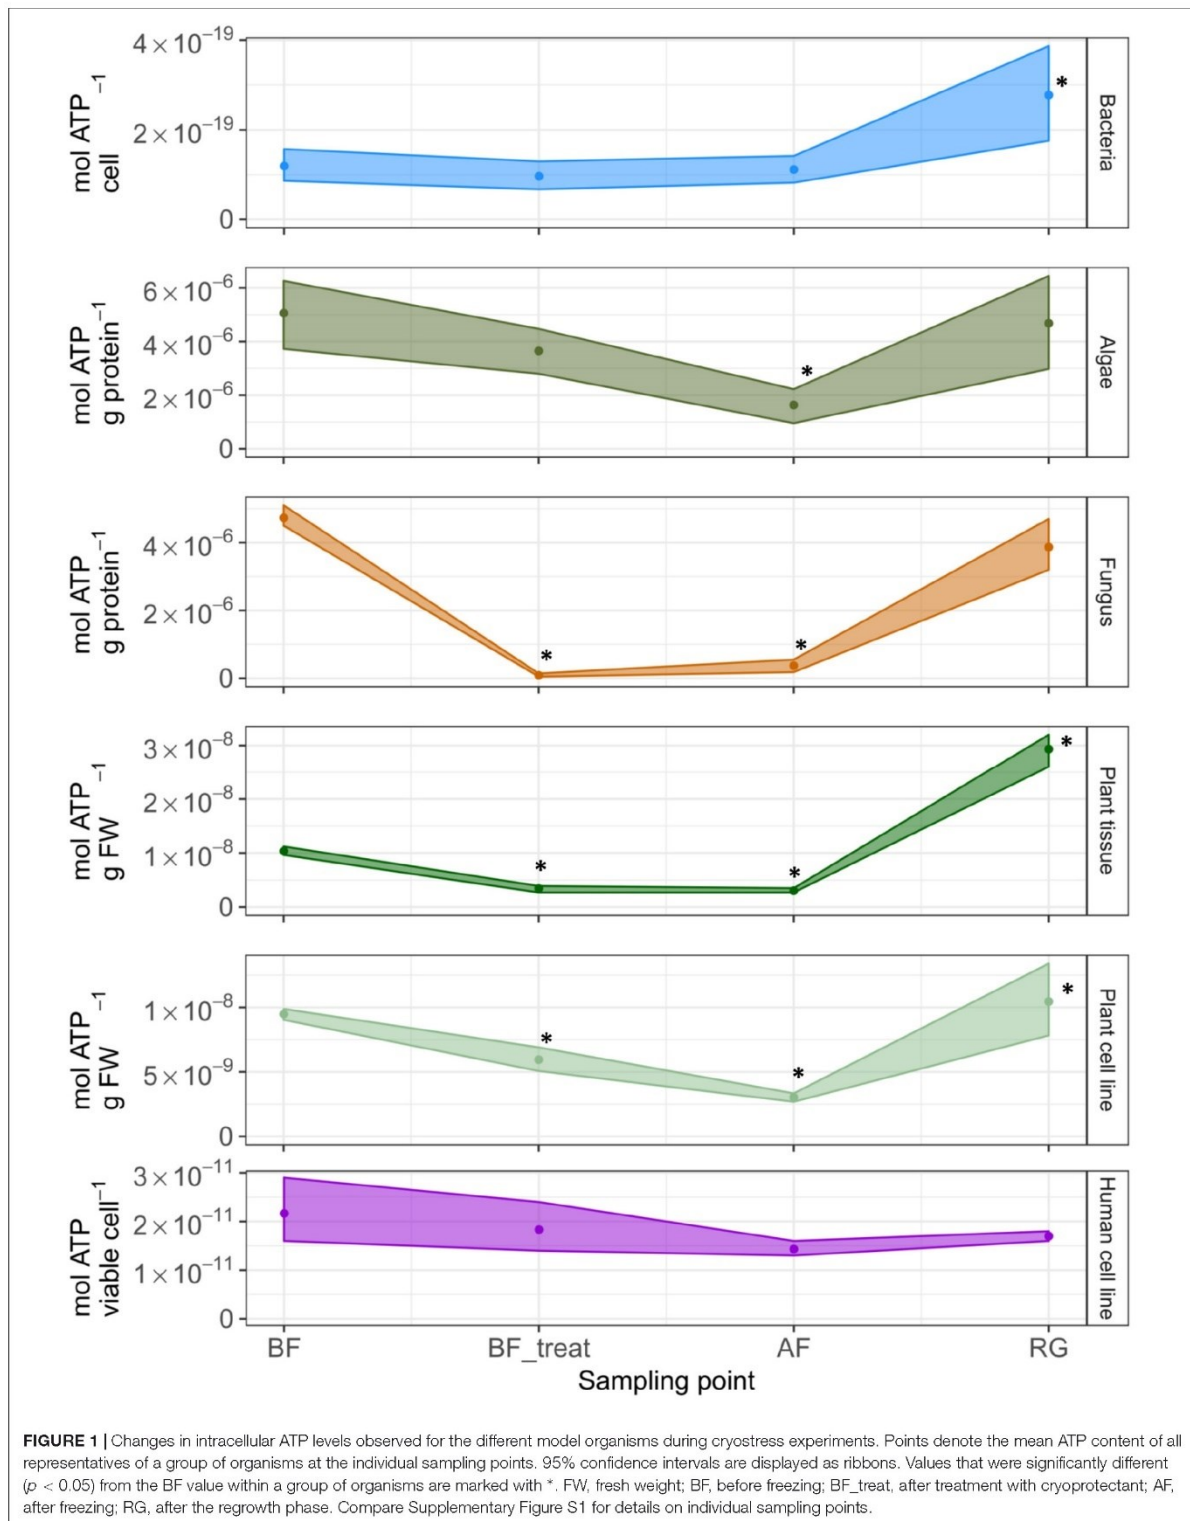 4 × 10⁻¹⁹
2 × 10⁻¹⁹
0
mol ATP
cell ⁻¹
Bacteria
*
6 × 10⁻⁶
4 × 10⁻⁶
2 × 10⁻⁶
0
mol ATP
g protein⁻¹
Algae
*
4 × 10⁻⁶
2 × 10⁻⁶
0
mol ATP
g protein⁻¹
Fungus
*
*
3 × 10⁻⁸
2 × 10⁻⁸
1 × 10⁻⁸
0
mol ATP
g FW ⁻¹
Plant tissue
*
*
*
1 × 10⁻⁸
5 × 10⁻⁹
0
mol ATP
g FW ⁻¹
Plant cell line
*
*
*
3 × 10⁻¹¹
2 × 10⁻¹¹
1 × 10⁻¹¹
0
mol ATP
viable cell⁻¹
Human cell line
BF BF_treat AF RG
Sampling point
FIGURE 1 | Changes in intracellular ATP levels observed for the different model organisms during cryostress experiments. Points denote the mean ATP content of all
representatives of a group of organisms at the individual sampling points. 95% confidence intervals are displayed as ribbons. Values that were significantly different
(p < 0.05) from the BF value within a group of organisms are marked with *. FW, fresh weight; BF, before freezing; BF_treat, after treatment with cryoprotectant; AF,
after freezing; RG, after the regrowth phase. Compare Supplementary Figure S1 for details on individual sampling points.